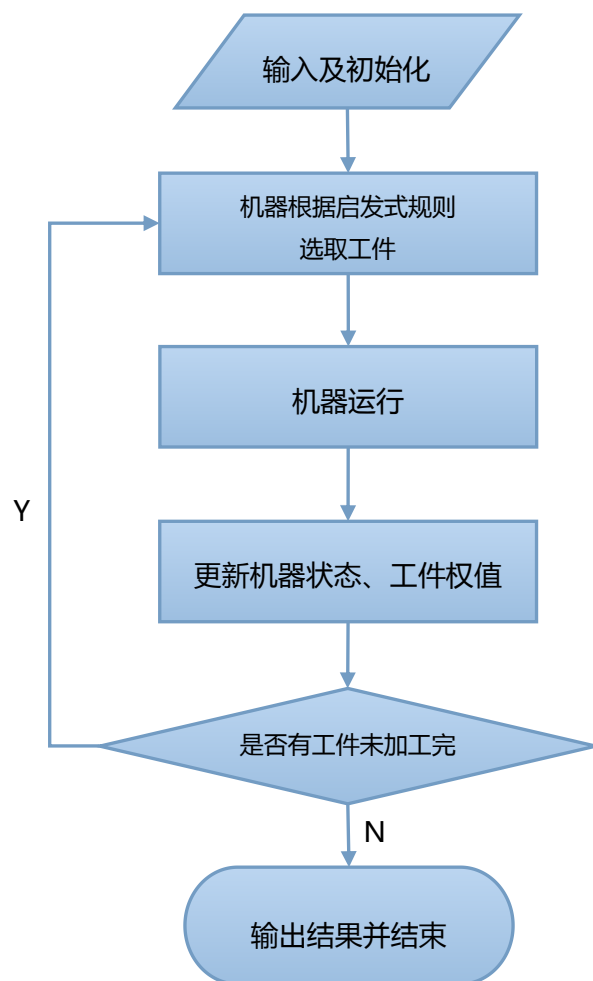 输入及初始化
机器根据启发式规则
选取工件
机器运行
Y
更新机器状态、工件权值
是否有工件未加工完
N
输出结果并结束